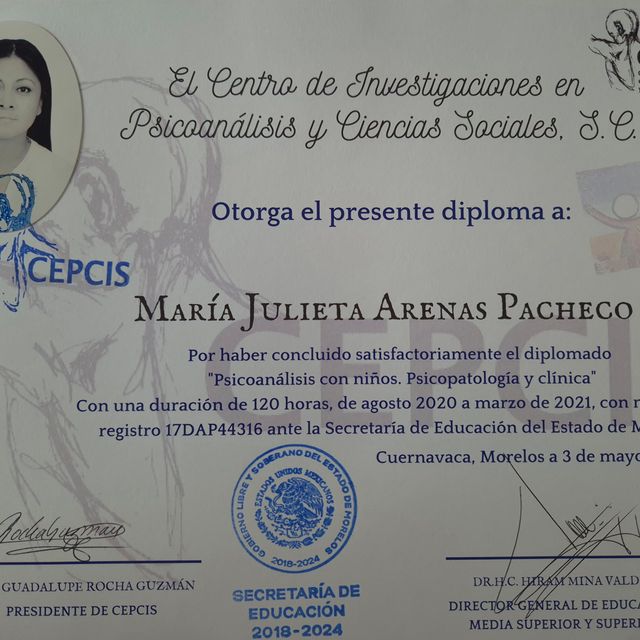 El Centro de Investigaciones en
Psicoanálisis y Ciencias Sociales, S.C.
Otorga el presente diploma a:
CEPCIS
MARÍA JULIETA ARENAS PACHECO
Por haber concluido satisfactoriamente el diplomado
"Psicoanálisis con niños. Psicopatología y clínica"
Con una duración de 120 horas, de agosto 2020 a marzo de 2021, con
registro 17DAP44316 ante la Secretaría de Educación del Estado de
Cuernavaca, Morelos a 3 de mayo
GOBIERNO LIBRE Y SOBERANO DEL ESTADO DE MORELOS
ESTADOS UNIDOS MEXICANOS
2018-2024
SECRETARÍA DE
EDUCACIÓN
2018-2024
GUADALUPE ROCHA GUZMÁN
PRESIDENTE DE CEPCIS
DR.H.C. HIRAM MINA VALD
DIRECTOR GENERAL DE EDUCA
MEDIA SUPERIOR Y SUPER
CEPCIS